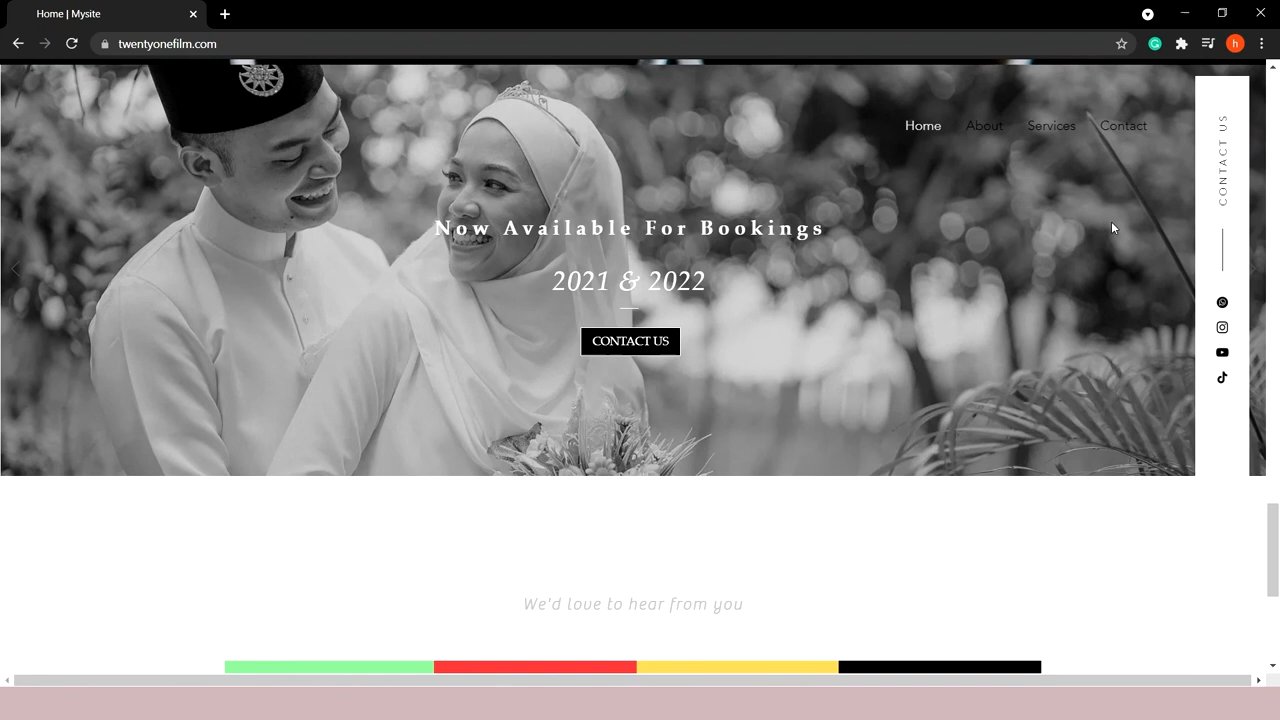 Home | Mysite
twentyonefilm.com
h
Home About Services Contact
CONTACT US
Now Available For Bookings
2021 & 2022
CONTACT US
We'd love to hear from you